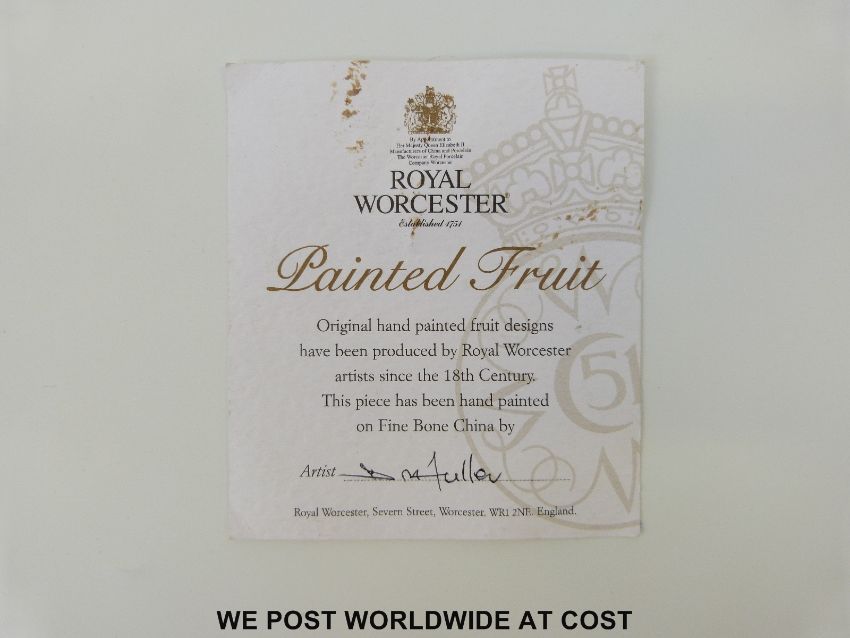 By Appointment to
Her Majesty Queen Elizabeth II
Manufacturers of China and Porcelain
The Worcester Royal Porcelain
Company Worcester
ROYAL
WORCESTER
Established 1751
Painted Fruit
Original hand painted fruit designs
have been produced by Royal Worcester
artists since the 18th Century.
This piece has been hand painted
on Fine Bone China by
Artist
51
Royal Worcester, Severn Street, Worcester, WR1 2NE. England.
WE POST WORLDWIDE AT COST